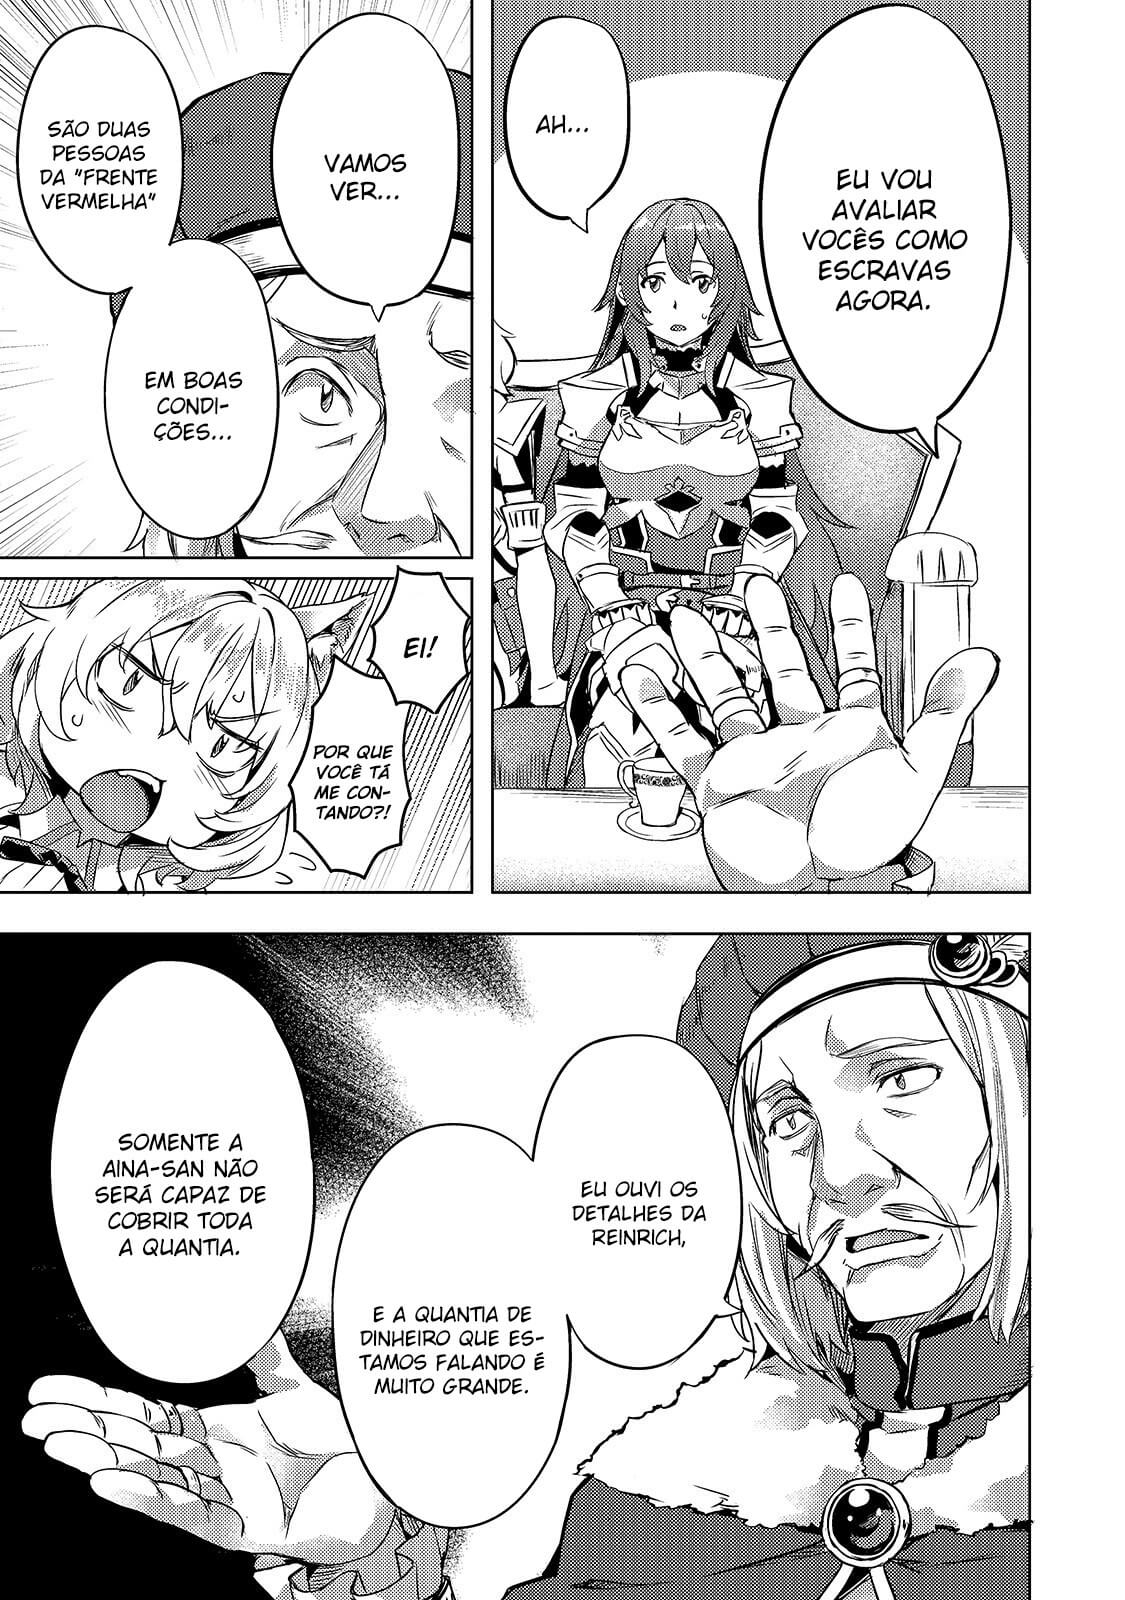 EU VOU
AVALIAR
VOCÊS COMO
ESCRAVAS
AGORA.
AH...
VAMOS
VER...
SÃO DUAS
PESSOAS
DA "FRENTE
VERMELHA"
EM BOAS
CONDI-
ÇÕES...
EI!
POR QUE
VOCÊ TÁ
ME CON-
TANDO?!
EU OUVI OS
DETALHES DA
REINRICH,
E A QUANTIA DE
DINHEIRO QUE ES-
TAMOS FALANDO É
MUITO GRANDE.
SOMENTE A
AINA-SAN NÃO
SERÁ CAPAZ DE
COBRIR TODA
A QUANTIA.